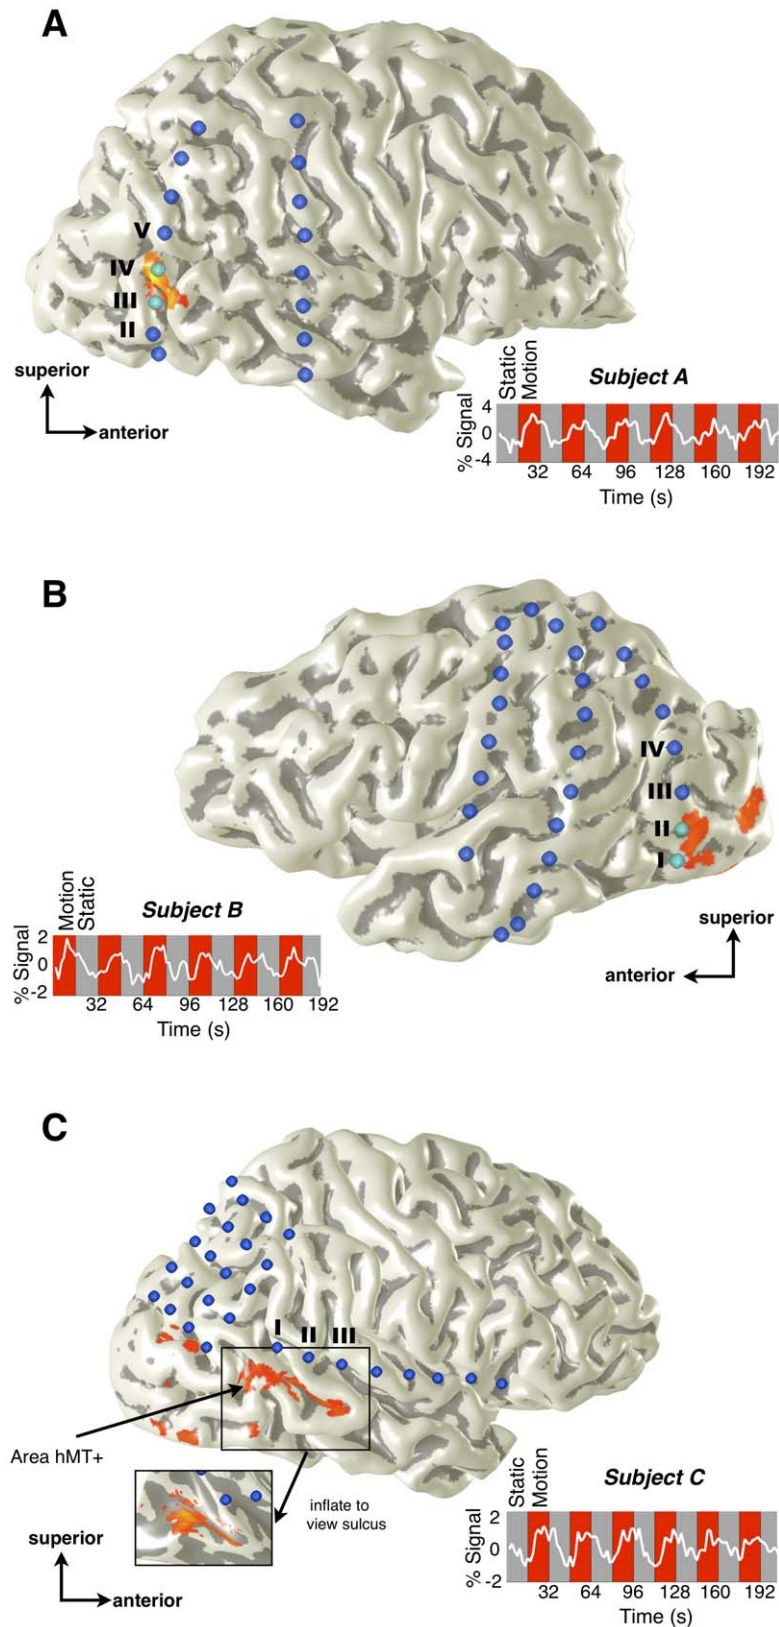 A
V
IV
III
II
superior
anterior
Static
Motion
Subject A
% Signal
4
0
-4
32 64 96 128 160 192
Time (s)
B
IV
III
II
I
superior
anterior
Motion
Static
Subject B
% Signal
2
0
-2
32 64 96 128 160 192
Time (s)
C
I II III
Area hMT+
inflate to
view sulcus
superior
anterior
Static
Motion
Subject C
% Signal
2
0
-2
32 64 96 128 160 192
Time (s)